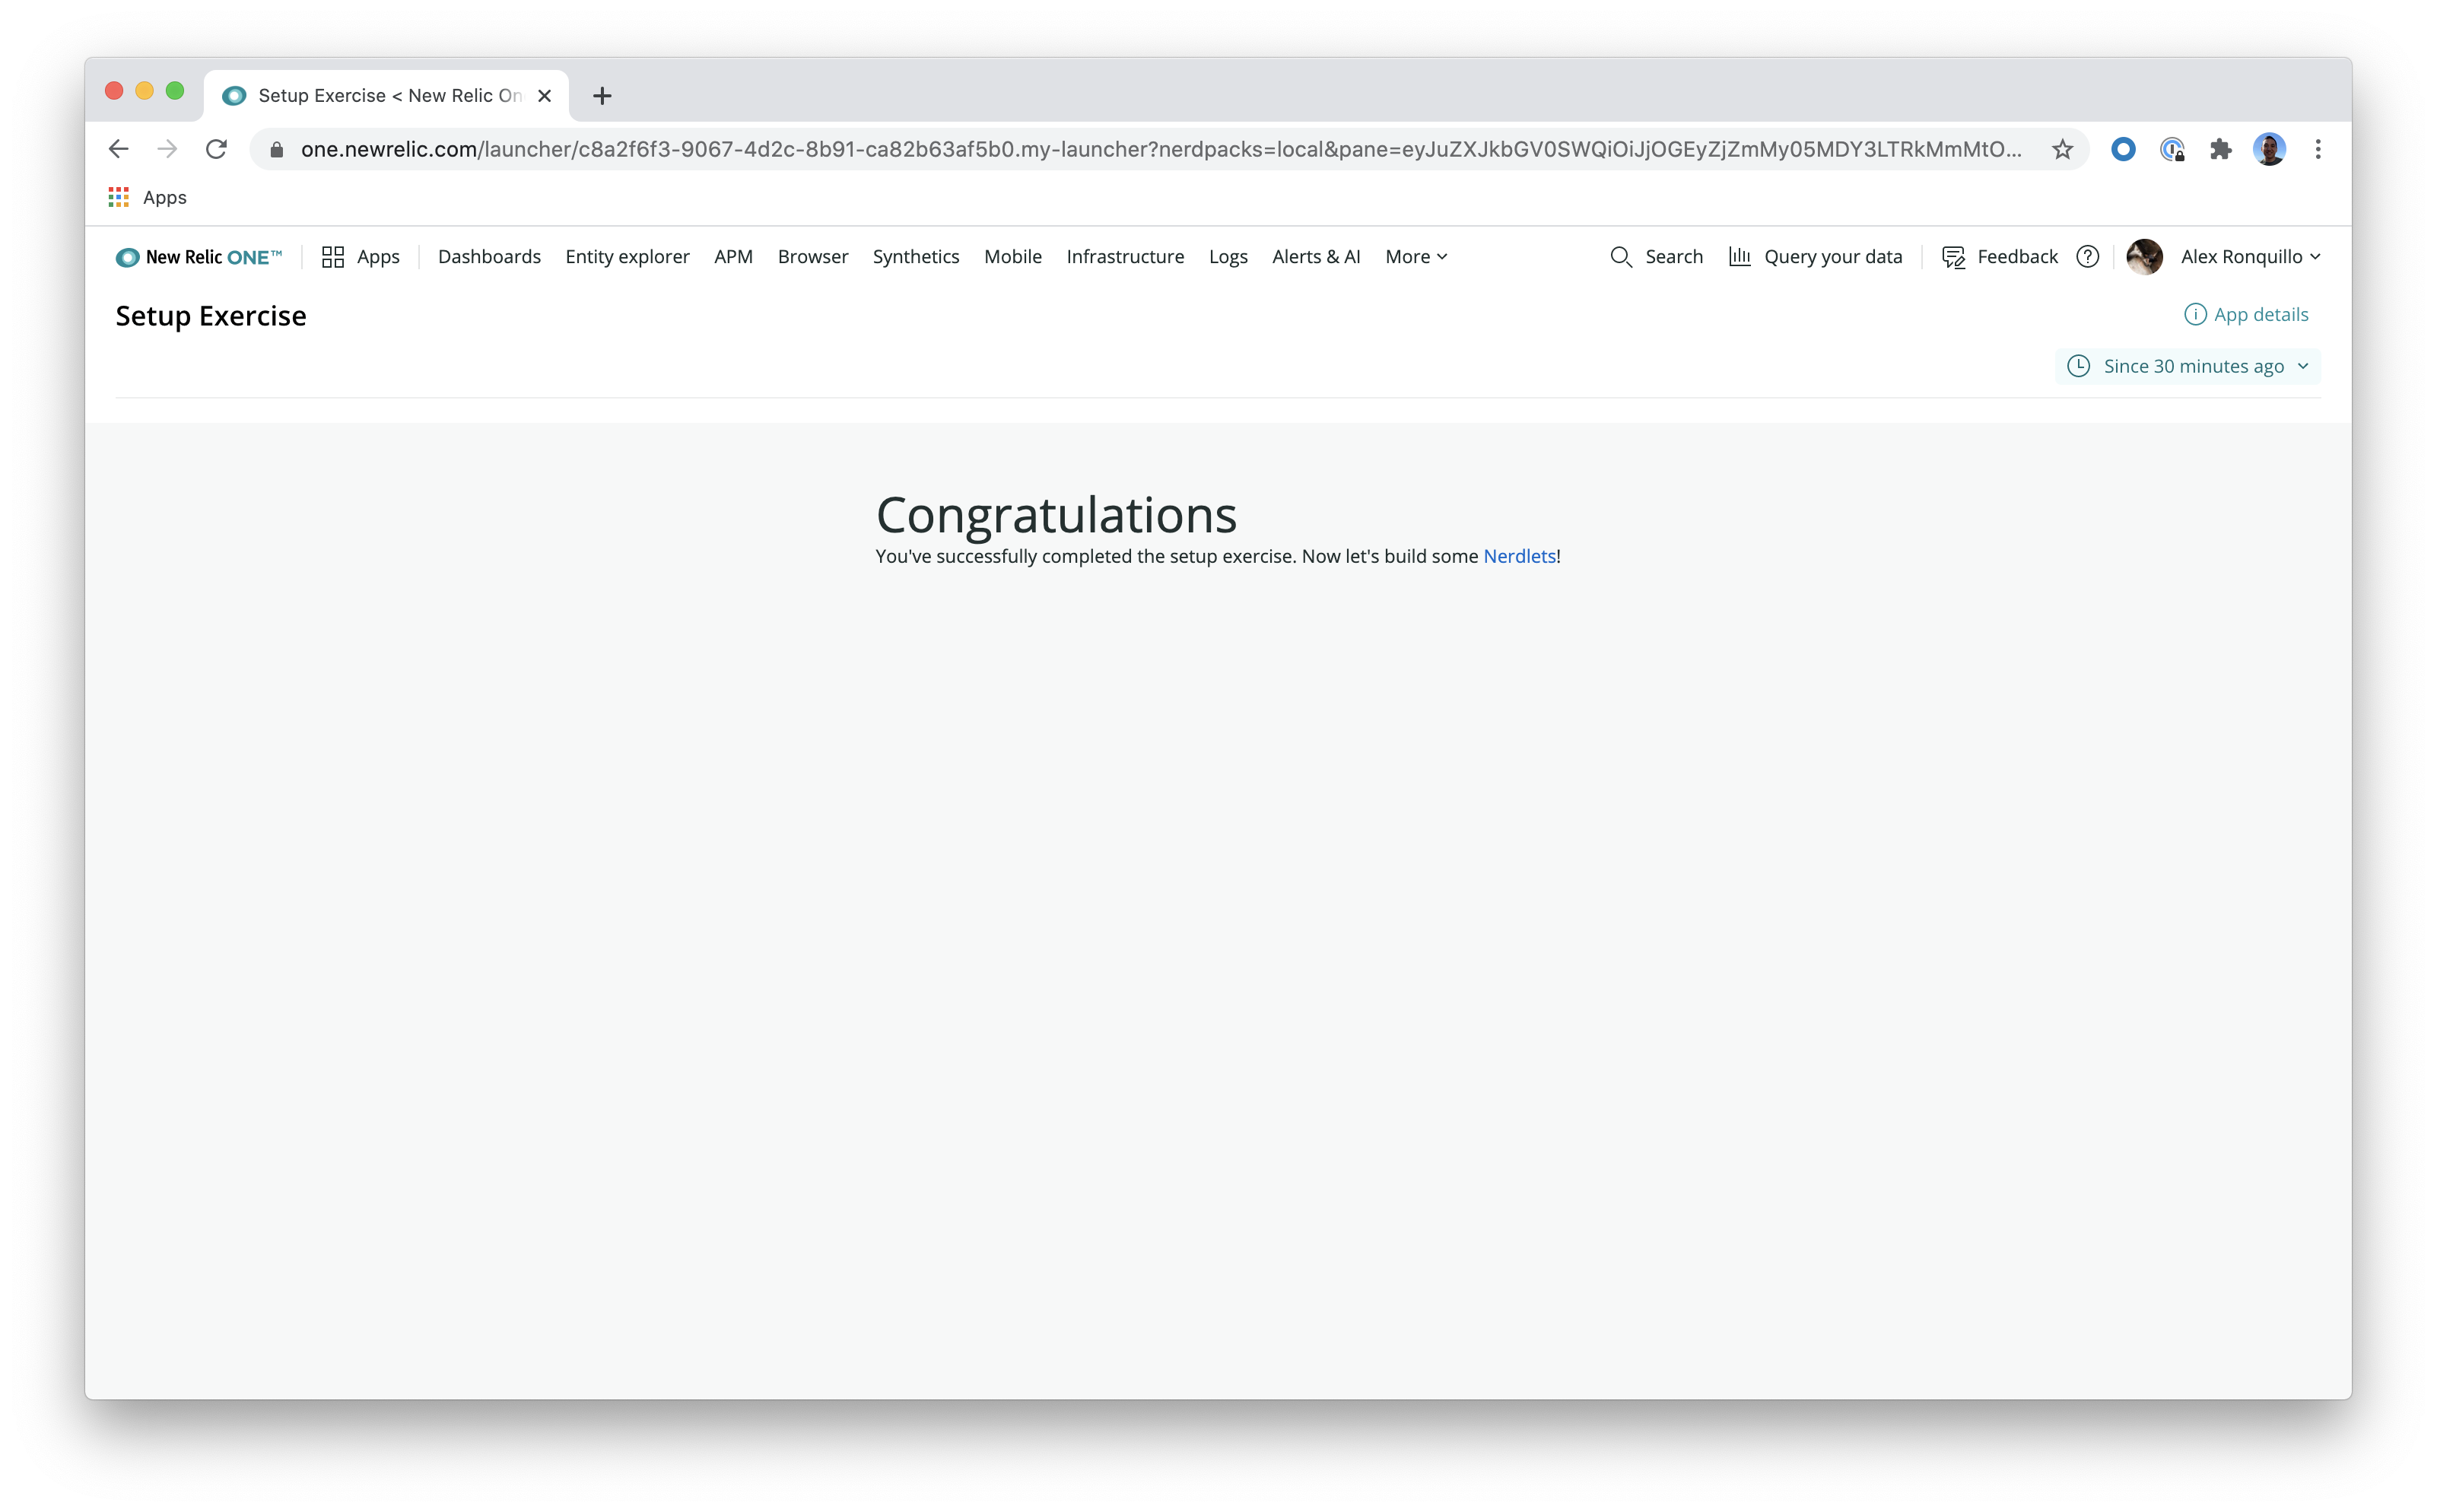 Setup Exercise < New Relic On
one.newrelic.com/launcher/c8a2f6f3-9067-4d2c-8b91-ca82b63af5b0.my-launcher?nerdpacks=local&pane=eyJuZXJkbGV0SWQiOiJjOGEyZjZmMy05MDY3LTRkMmMtO...
Apps
New Relic ONE™ Apps Dashboards Entity explorer APM Browser Synthetics Mobile Infrastructure Logs Alerts & AI More Search Query your data Feedback ? Alex Ronquillo
Setup Exercise
App details
Since 30 minutes ago
Congratulations
You've successfully completed the setup exercise. Now let's build some Nerdlets!